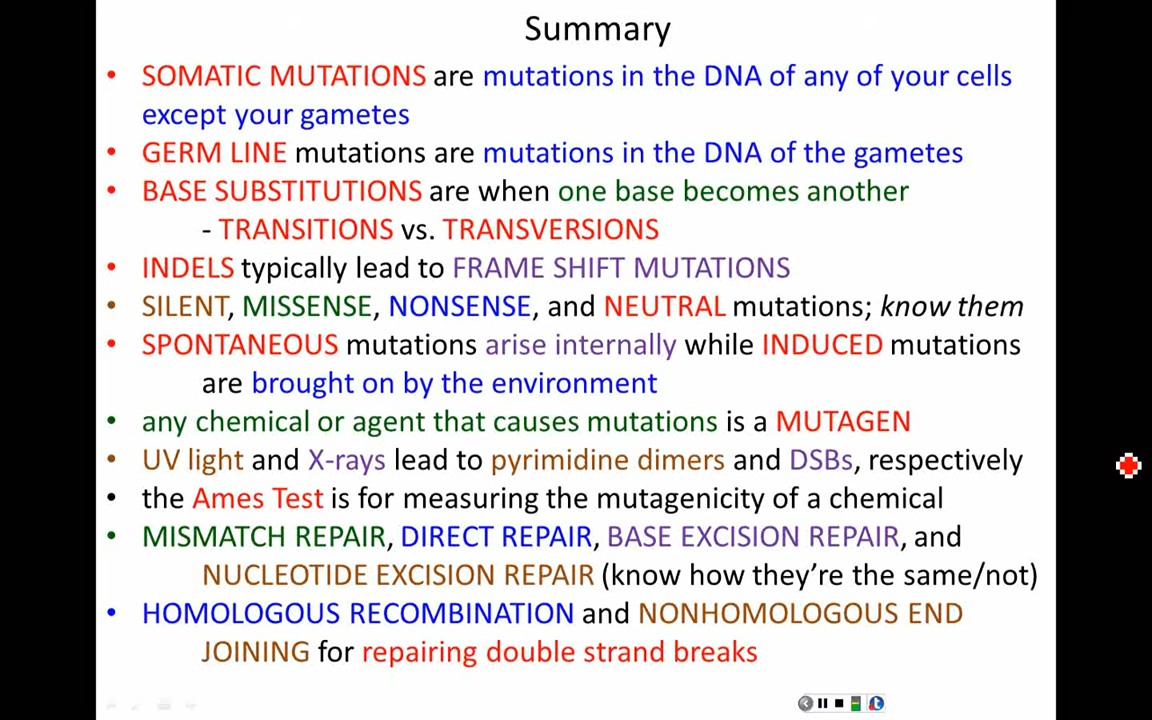 Summary
• SOMATIC MUTATIONS are mutations in the DNA of any of your cells
except your gametes
• GERM LINE mutations are mutations in the DNA of the gametes
• BASE SUBSTITUTIONS are when one base becomes another
- TRANSITIONS vs. TRANSVERSIONS
• INDELS typically lead to FRAME SHIFT MUTATIONS
• SILENT, MISSENSE, NONSENSE, and NEUTRAL mutations; know them
• SPONTANEOUS mutations arise internally while INDUCED mutations
are brought on by the environment
• any chemical or agent that causes mutations is a MUTAGEN
• UV light and X-rays lead to pyrimidine dimers and DSBs, respectively
• the Ames Test is for measuring the mutagenicity of a chemical
• MISMATCH REPAIR, DIRECT REPAIR, BASE EXCISION REPAIR, and
NUCLEOTIDE EXCISION REPAIR (know how they’re the same/not)
• HOMOLOGOUS RECOMBINATION and NONHOMOLOGOUS END
JOINING for repairing double strand breaks